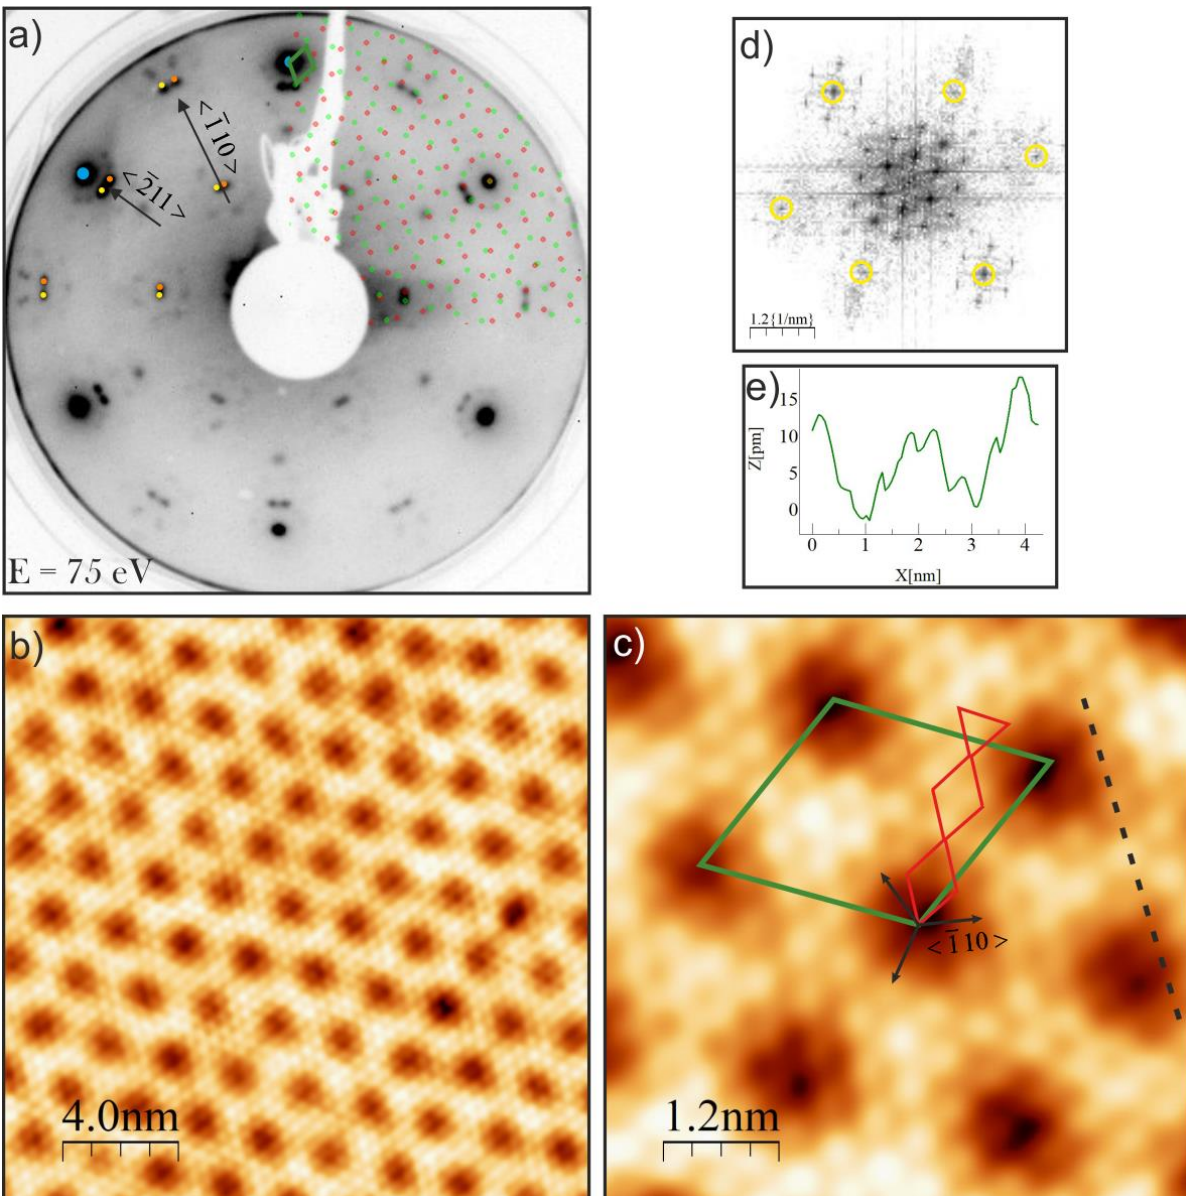 a)
< 1̄10 >
< 2̄11 >
E = 75 eV
d)
1.2{1/nm}
e)
Z[pm]
15
10
5
0
0 1 2 3 4
X[nm]
b)
4.0nm
c)
< 1̄10 >
1.2nm